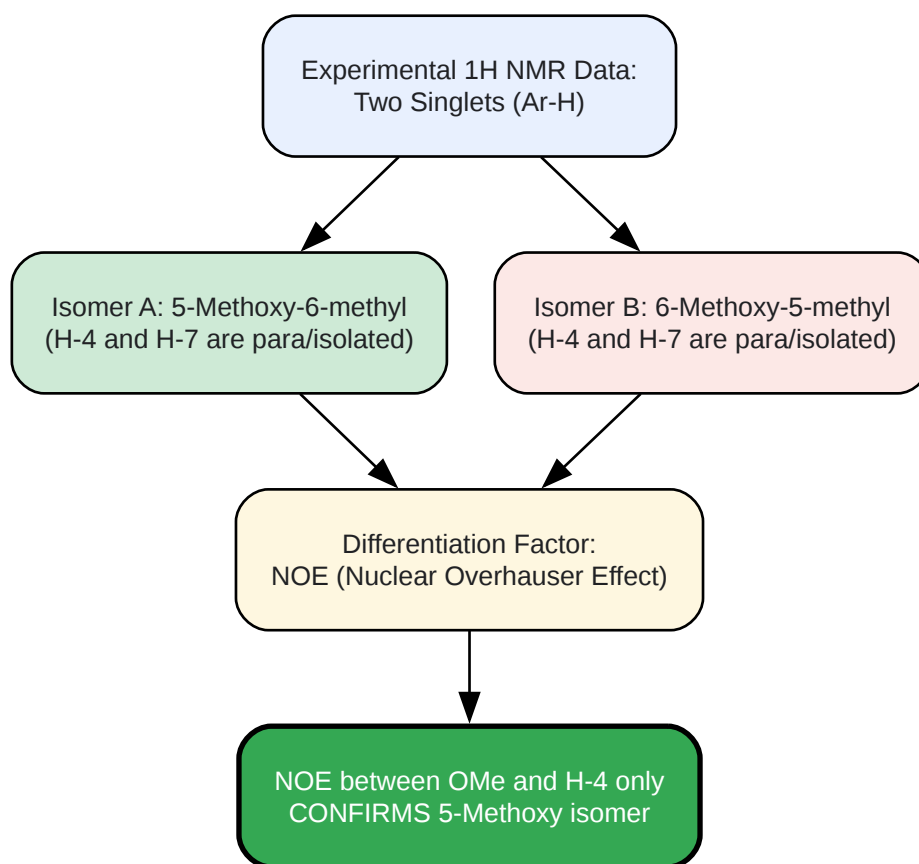 Experimental 1H NMR Data:
Two Singlets (Ar-H)
Isomer A: 5-Methoxy-6-methyl
(H-4 and H-7 are para/isolated)
Isomer B: 6-Methoxy-5-methyl
(H-4 and H-7 are para/isolated)
Differentiation Factor:
NOE (Nuclear Overhauser Effect)
NOE between OMe and H-4 only
CONFIRMS 5-Methoxy isomer